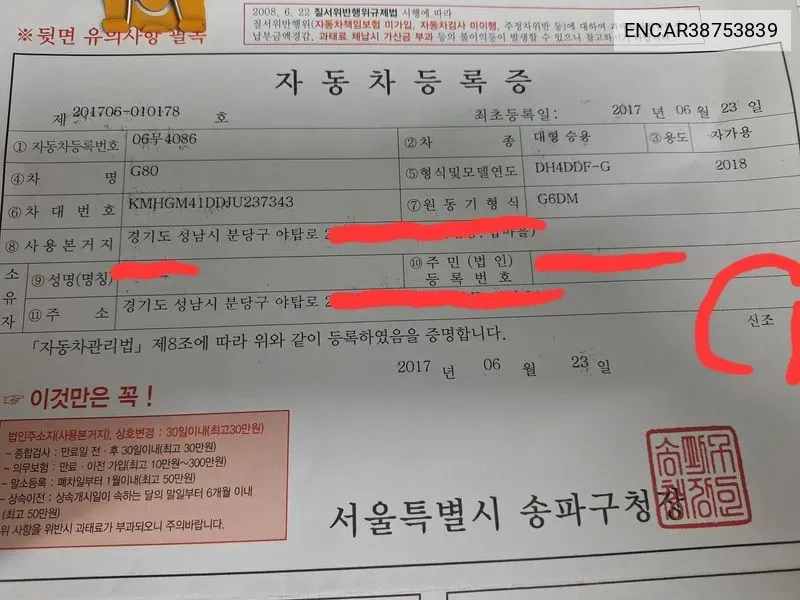 ENCAR38753839
※뒷면 유의사항 필독
2008. 6. 22 질서위반행위규제법 시행에 따라
질서위반행위(자동차책임보험 미가입, 자동차검사 미이행, 주정차위반 등)에 대하여
납부금액경감, 과태료 체납시 가산금 부과 등의 불이익등이 발생할 수 있으니
자동차등록증
제 201706-010178 호
최초등록일: 2017 년 06 월 23 일
① 자동차등록번호 06무4086 ② 차 종 대형 승용 ③용도 자가용
④ 차 명 G80 ⑤형식및모델연도 DH4DDF-G 2018
⑥ 차 대 번 호 KMHGM41DDJU237343 ⑦원 동 기 형 식 G6DM
⑧ 사용본거지 경기도 성남시 분당구 야탑로
소유자
⑨성명(명칭) ⑩ 주 민 (법 인) 등 록 번 호
⑪ 주 소 경기도 성남시 분당구 야탑로
신조
「자동차관리법」제8조에 따라 위와 같이 등록하였음을 증명합니다.
2017 년 06 월 23 일
☞ 이것만은 꼭 !
법인주소지(사용본거지), 상호변경 : 30일이내(최고30만원)
- 종합검사 : 만료일 전 · 후 30일이내(최고 30만원)
- 의무보험 : 만료 · 이전 가입(최고 10만원~300만원)
- 말소등록 : 폐차일부터 1월이내(최고 50만원)
- 상속이전 : 상속개시일이 속하는 달의 말일부터 6개월 이내
(최고 50만원)
위 사항을 위반시 과태료가 부과되오니 주의바랍니다.
서울특별시 송파구청장